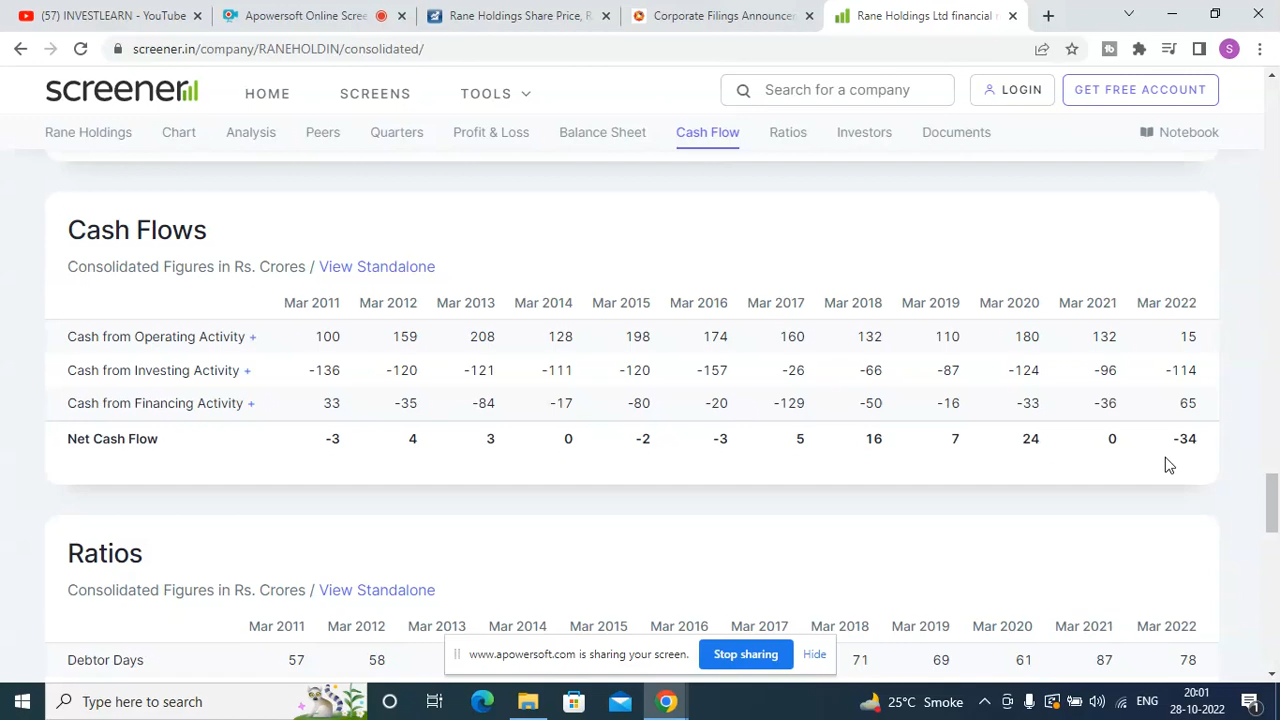 (57) INVESTLEARN - YouTube
Apowersoft Online Scree
Rane Holdings Share Price, R
Corporate Filings Announcem
Rane Holdings Ltd financial r
screener.in/company/RANEHOLDIN/consolidated/
S
screener
HOME
SCREENS
TOOLS
Search for a company
LOGIN
GET FREE ACCOUNT
Rane Holdings
Chart
Analysis
Peers
Quarters
Profit & Loss
Balance Sheet
Cash Flow
Ratios
Investors
Documents
Notebook
Cash Flows
Consolidated Figures in Rs. Crores / View Standalone
Mar 2011 Mar 2012 Mar 2013 Mar 2014 Mar 2015 Mar 2016 Mar 2017 Mar 2018 Mar 2019 Mar 2020 Mar 2021 Mar 2022
Cash from Operating Activity + 100 159 208 128 198 174 160 132 110 180 132 15
Cash from Investing Activity + -136 -120 -121 -111 -120 -157 -26 -66 -87 -124 -96 -114
Cash from Financing Activity + 33 -35 -84 -17 -80 -20 -129 -50 -16 -33 -36 65
Net Cash Flow -3 4 3 0 -2 -3 5 16 7 24 0 -34
Ratios
Consolidated Figures in Rs. Crores / View Standalone
Mar 2011 Mar 2012 Mar 2013 Mar 2014 Mar 2015 Mar 2016 Mar 2017 Mar 2018 Mar 2019 Mar 2020 Mar 2021 Mar 2022
www.apowersoft.com is sharing your screen.
Stop sharing
Hide
Debtor Days 57 58 71 69 61 87 78
Type here to search
25°C Smoke
ENG
20:01
28-10-2022
1